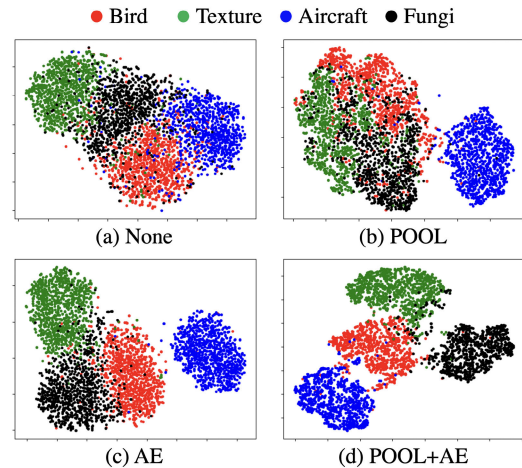 Bird Texture Aircraft Fungi
(a) None
(b) POOL
(c) AE
(d) POOL+AE